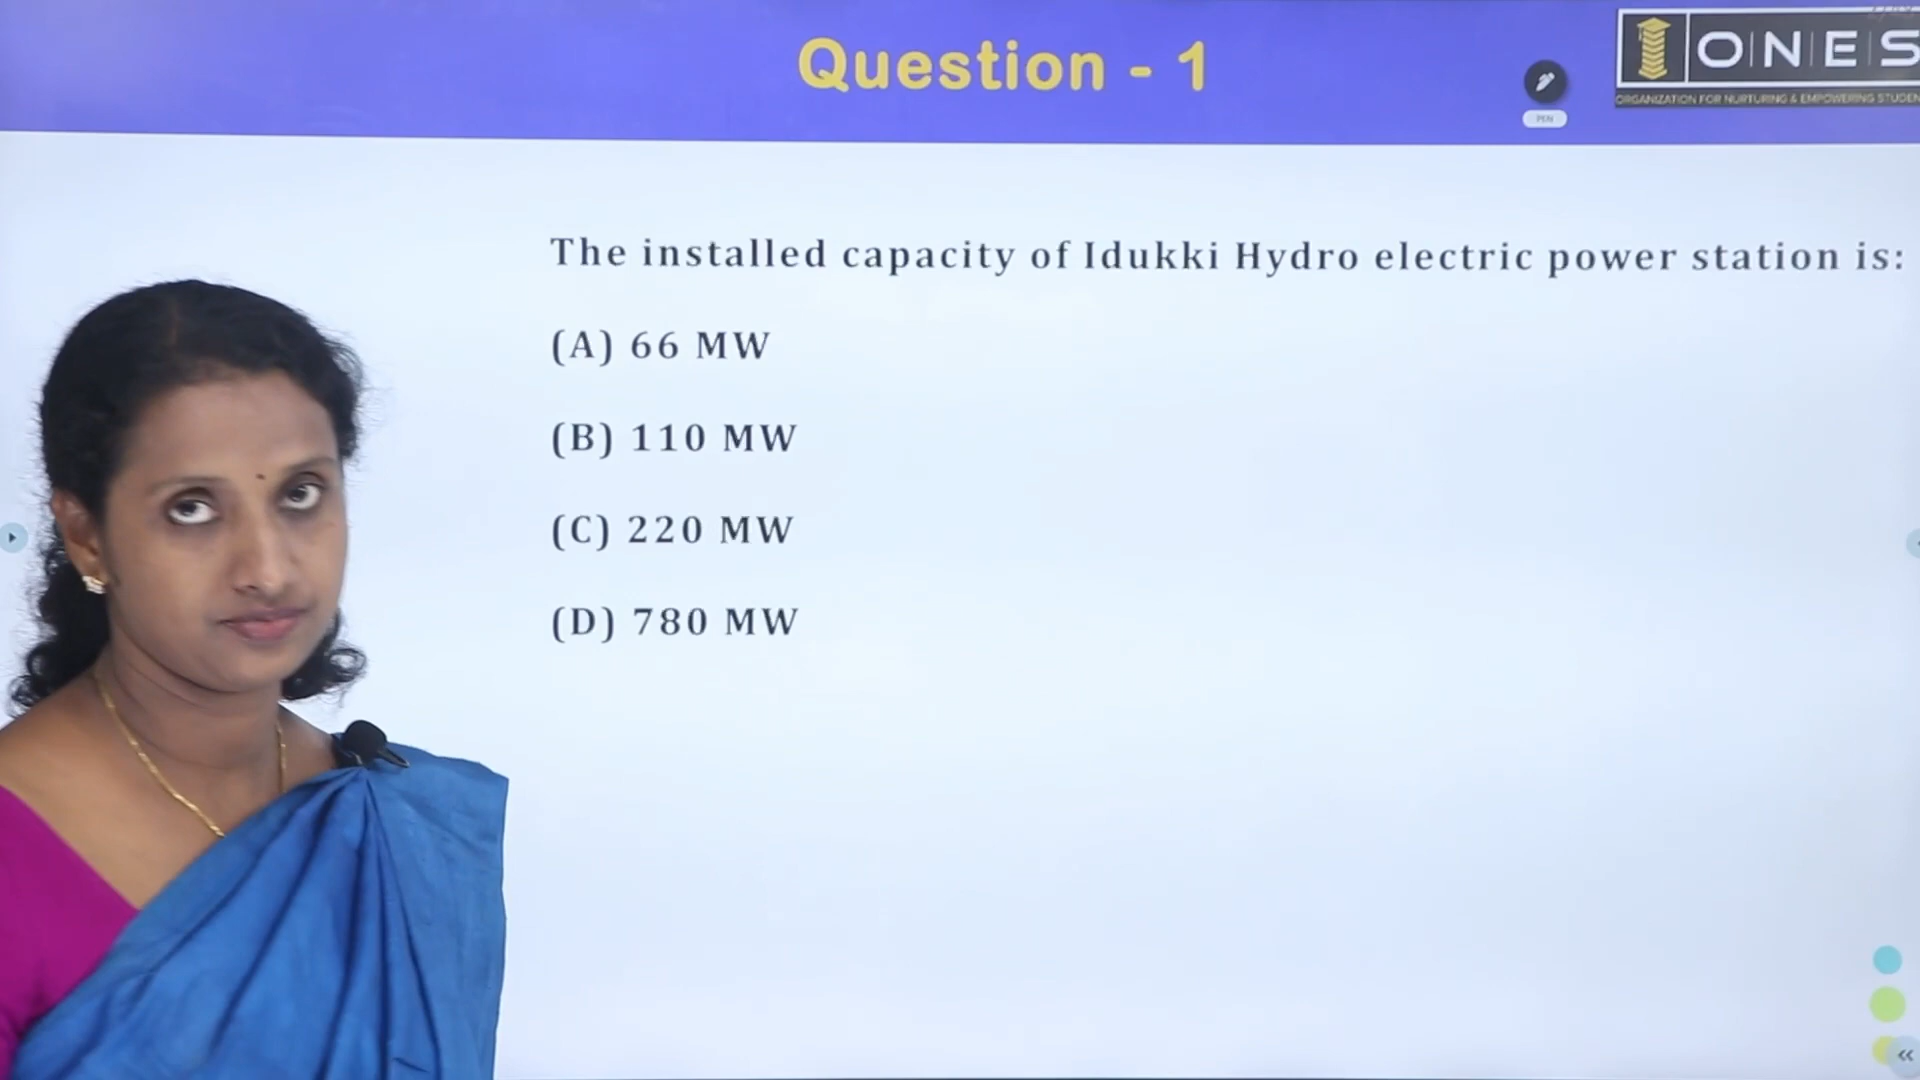 Question - 1
PEN
ONES
ORGANIZATION FOR NURTURING & EMPOWERING STUDEN
The installed capacity of Idukki Hydro electric power station is:
(A) 66 MW
(B) 110 MW
(C) 220 MW
(D) 780 MW